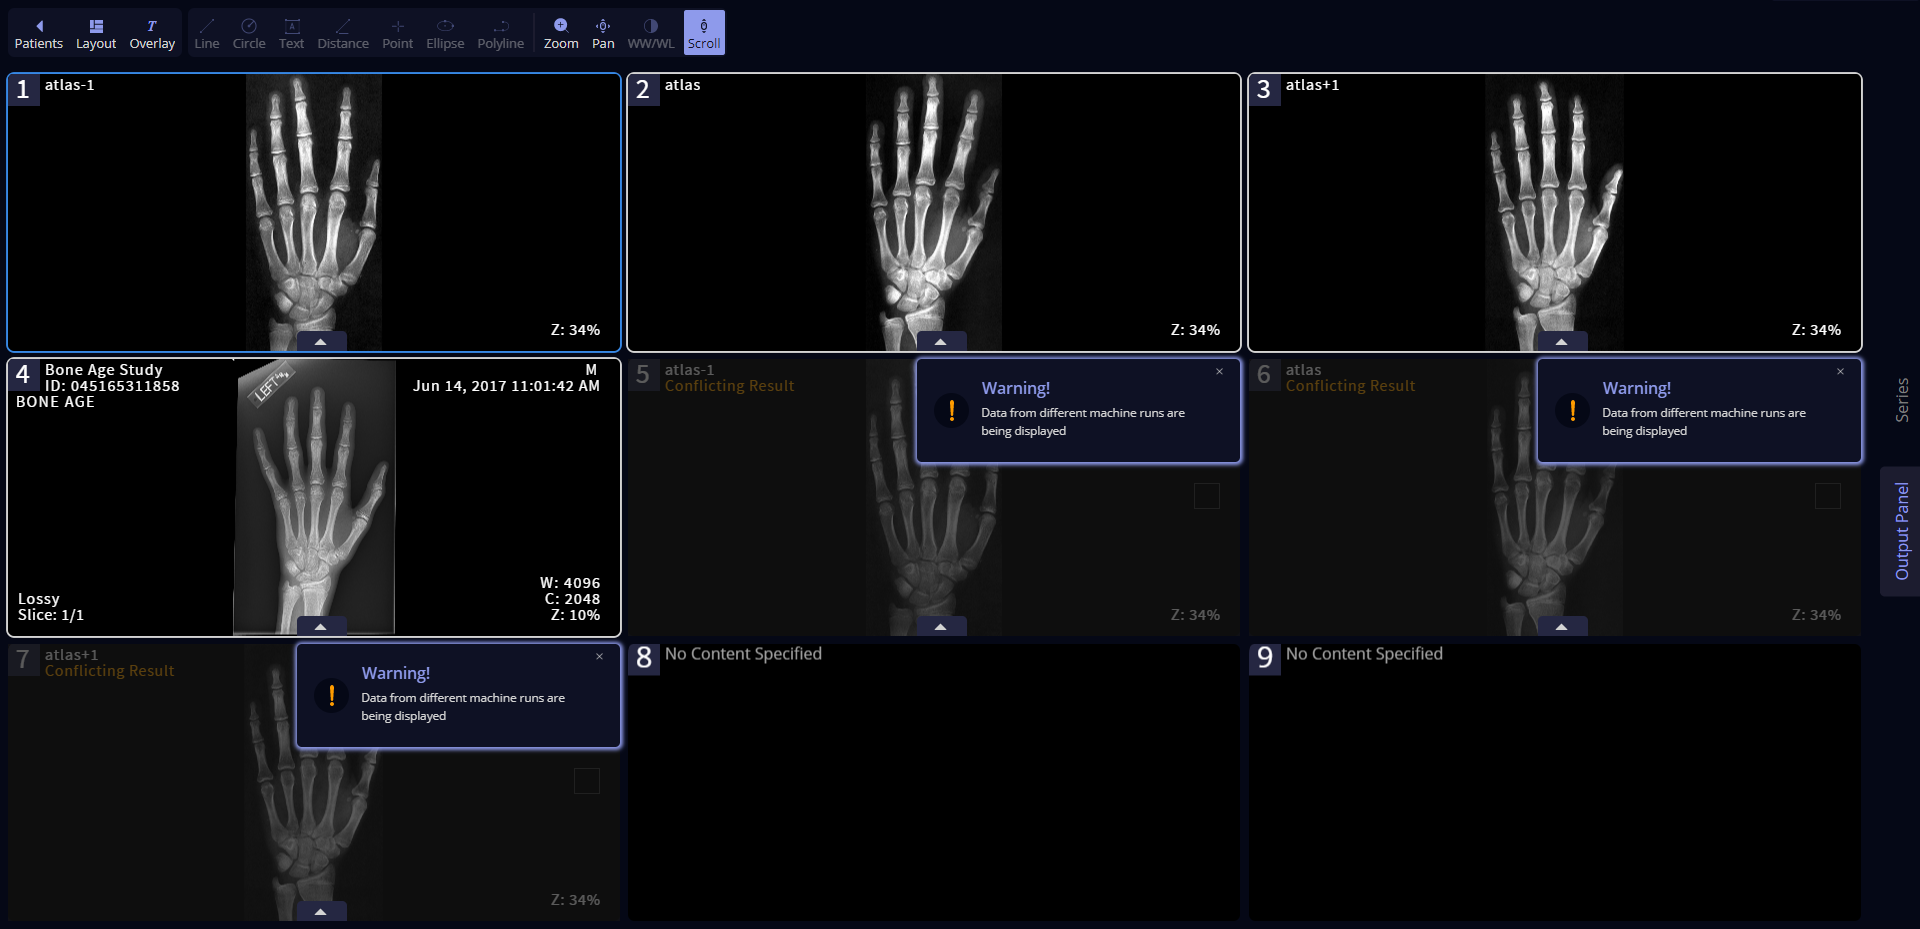 Patients Layout Overlay Line Circle Text Distance Point Ellipse Polyline Zoom Pan WW/WL Scroll
1 atlas-1
Z: 34%
2 atlas
Z: 34%
3 atlas+1
Z: 34%
4 Bone Age Study
ID: 045165311858
BONE AGE
M
Jun 14, 2017 11:01:42 AM
LEFT
Lossy
Slice: 1/1
W: 4096
C: 2048
Z: 10%
5 atlas-1
Conflicting Result
Warning!
Data from different machine runs are
being displayed
Z: 34%
6 atlas
Conflicting Result
Warning!
Data from different machine runs are
being displayed
Z: 34%
Series
Output Panel
7 atlas+1
Conflicting Result
Warning!
Data from different machine runs are
being displayed
Z: 34%
8 No Content Specified
9 No Content Specified